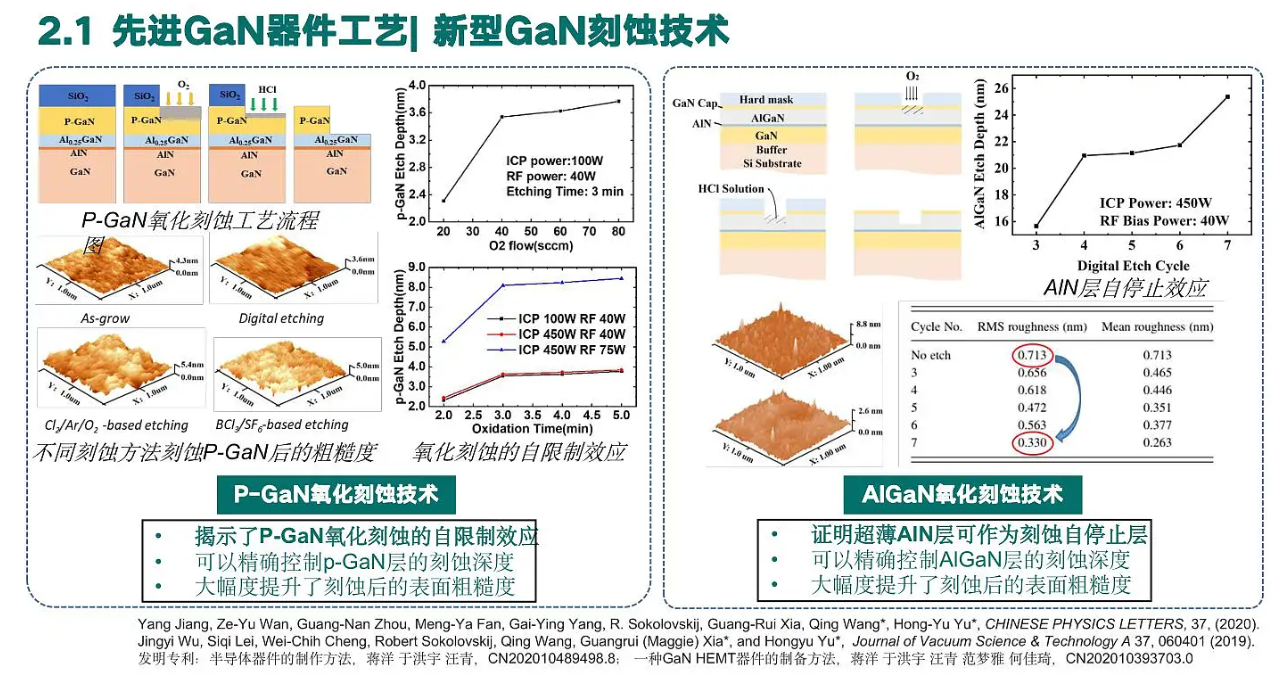 2.1 先进GaN器件工艺| 新型GaN刻蚀技术
SiO₂
P-GaN
Al₀.₂₅GaN
AlN
GaN
O₂
P-GaN
Al₀.₂₅GaN
AlN
GaN
SiO₂
HCl
P-GaN
Al₀.₂₅GaN
AlN
GaN
P-GaN
Al₀.₂₅GaN
AlN
GaN
P-GaN氧化刻蚀工艺流程
图
4.3nm
0.0nm
Y: 1.0um
X: 1.0um
As-grow
3.6nm
0.0nm
Y: 1.0um
X: 1.0um
Digital etching
5.4nm
0.0nm
Y: 1.0um
X: 1.0um
Cl₂/Ar/O₂ -based etching
5.0nm
0.0nm
Y: 1.0um
X: 1.0um
BCl₃/SF₆-based etching
不同刻蚀方法刻蚀P-GaN后的粗糙度
p-GaN Etch Depth(nm)
4.0
3.6
3.2
2.8
2.4
2.0
ICP power:100W
RF power: 40W
Etching Time: 3 min
20 30 40 50 60 70 80
O2 flow(sccm)
p-GaN Etch Depth(nm)
9.0
8.0
7.0
6.0
5.0
4.0
3.0
2.0
ICP 100W RF 40W
ICP 450W RF 40W
ICP 450W RF 75W
2.0 2.5 3.0 3.5 4.0 4.5 5.0
Oxidation Time(min)
氧化刻蚀的自限制效应
P-GaN氧化刻蚀技术
• 揭示了P-GaN氧化刻蚀的自限制效应
• 可以精确控制p-GaN层的刻蚀深度
• 大幅度提升了刻蚀后的表面粗糙度
GaN Cap
AlN
Hard mask
AlGaN
GaN
Buffer
Si Substrate
O₂
HCl Solution
AlGaN Etch Depth (nm)
26
24
22
20
18
16
ICP Power: 450W
RF Bias Power: 40W
3 4 5 6 7
Digital Etch Cycle
AlN层自停止效应
8.8 nm
0.0 nm
Y: 1.0 um
X: 1.00 um
2.6 nm
0.0 nm
Y: 1.0 um
X: 1.00 um
Cycle No. RMS roughness (nm) Mean roughness (nm)
No etch 0.713 0.713
3 0.656 0.465
4 0.618 0.446
5 0.472 0.351
6 0.563 0.377
7 0.330 0.263
AlGaN氧化刻蚀技术
• 证明超薄AlN层可作为刻蚀自停止层
• 可以精确控制AlGaN层的刻蚀深度
• 大幅度提升了刻蚀后的表面粗糙度
Yang Jiang, Ze-Yu Wan, Guang-Nan Zhou, Meng-Ya Fan, Gai-Ying Yang, R. Sokolovskij, Guang-Rui Xia, Qing Wang*, Hong-Yu Yu*, CHINESE PHYSICS LETTERS, 37, (2020).
Jingyi Wu, Siqi Lei, Wei-Chih Cheng, Robert Sokolovskij, Qing Wang, Guangrui (Maggie) Xia*, and Hongyu Yu*, Journal of Vacuum Science & Technology A 37, 060401 (2019).
发明专利：半导体器件的制作方法，蒋洋 于洪宇 汪青，CN202010489498.8； 一种GaN HEMT器件的制备方法，蒋洋 于洪宇 汪青 范梦雅 何佳琦，CN202010393703.0